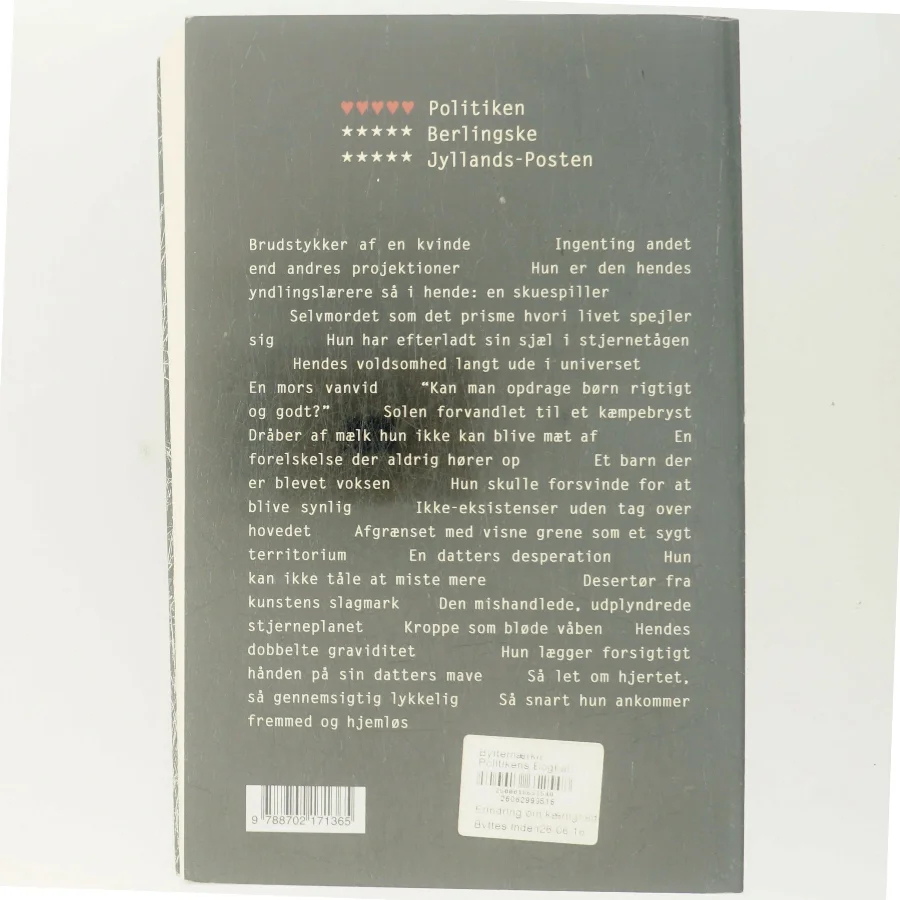 ♥♥♥♥♥ Politiken
★★★★★ Berlingske
★★★★★ Jyllands-Posten
Brudstykker af en kvinde Ingenting andet
end andres projektioner Hun er den hendes
yndlingslærere så i hende: en skuespiller
Selvmordet som det prisme hvori livet spejler
sig Hun har efterladt sin sjæl i stjernetågen
Hendes voldsomhed langt ude i universet
En mors vanvid “Kan man opdrage børn rigtigt
og godt?” Solen forvandlet til et kæmpebryst
Dråber af mælk hun ikke kan blive mæt af En
forelskelse der aldrig hører op Et barn der
er blevet voksen Hun skulle forsvinde for at
blive synlig Ikke-eksistenser uden tag over
hovedet Afgrænset med visne grene som et sygt
territorium En datters desperation Hun
kan ikke tåle at miste mere Desertør fra
kunstens slagmark Den mishandlede, udplyndrede
stjerneplanet Kroppe som bløde våben Hendes
dobbelte graviditet Hun lægger forsigtigt
hånden på sin datters mave Så let om hjertet,
så gennemsigtig lykkelig Så snart hun ankommer
fremmed og hjemløs
Byttemærke
Politikens
om kærlighed
Byttes inden
9 788702 171365